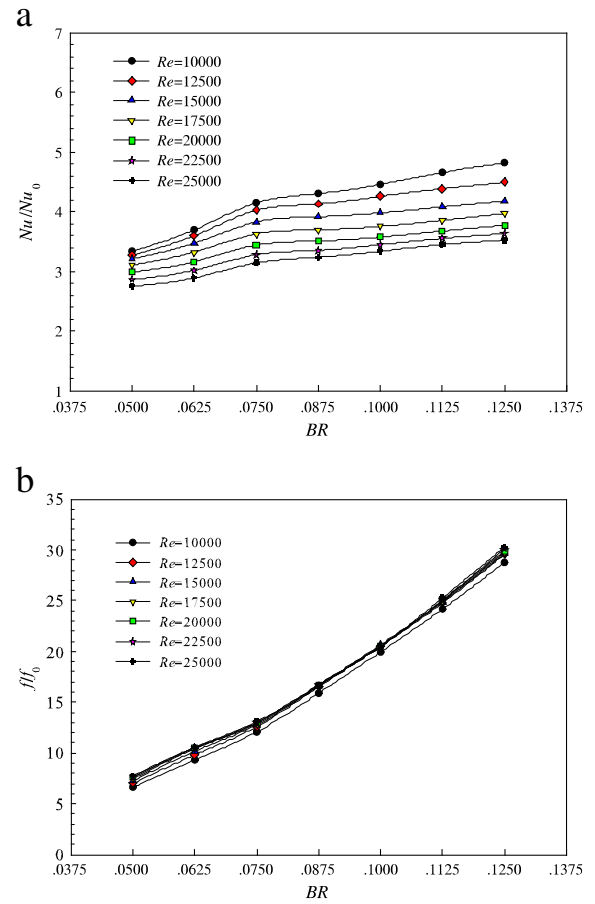 a
7
6
5
4
3
2
1
Nu/Nu0
Re=10000
Re=12500
Re=15000
Re=17500
Re=20000
Re=22500
Re=25000
.0375 .0500 .0625 .0750 .0875 .1000 .1125 .1250 .1375
BR
b
35
30
25
20
15
10
5
0
f/f0
Re=10000
Re=12500
Re=15000
Re=17500
Re=20000
Re=22500
Re=25000
.0375 .0500 .0625 .0750 .0875 .1000 .1125 .1250 .1375
BR